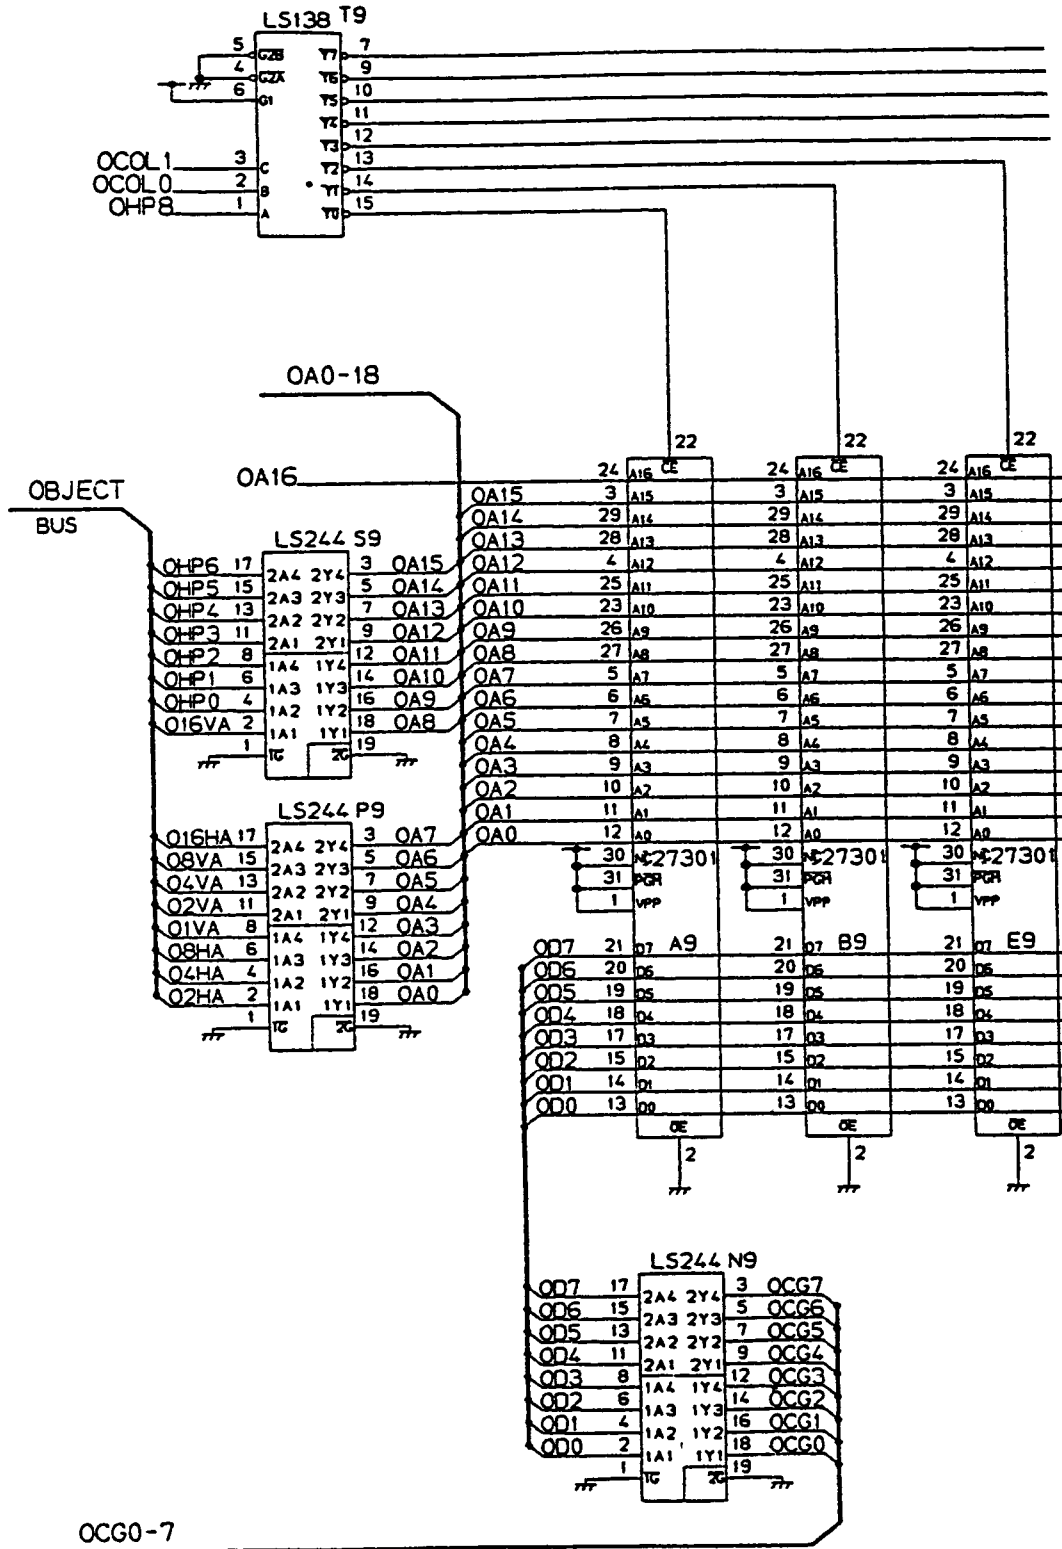 LS138 T9
5 G2B Y7 7
4 G2A Y6 9
6 G1 Y5 10
Y4 11
Y3 12
OCOL1 3 C Y2 13
OCOL0 2 B Y1 14
OHP8 1 A Y0 15
OA0-18
22 22 22
CE CE CE
OA16 24 A16 24 A16 24 A16
OA15 3 A15 3 A15 3 A15
OA14 29 A14 29 A14 29 A14
OA13 28 A13 28 A13 28 A13
OA12 4 A12 4 A12 4 A12
OA11 25 A11 25 A11 25 A11
OA10 23 A10 23 A10 23 A10
OA9 26 A9 26 A9 26 A9
OA8 27 A8 27 A8 27 A8
OA7 5 A7 5 A7 5 A7
OA6 6 A6 6 A6 6 A6
OA5 7 A5 7 A5 7 A5
OA4 8 A4 8 A4 8 A4
OA3 9 A3 9 A3 9 A3
OA2 10 A2 10 A2 10 A2
OA1 11 A1 11 A1 11 A1
OA0 12 A0 12 A0 12 A0
30 NC 27301 30 NC 27301 30 NC 27301
31 PGM 31 PGM 31 PGM
1 VPP 1 VPP 1 VPP
OBJECT
BUS
LS244 S9
OHP6 17 2A4 2Y4 3 OA15
OHP5 15 2A3 2Y3 5 OA14
OHP4 13 2A2 2Y2 7 OA13
OHP3 11 2A1 2Y1 9 OA12
OHP2 8 1A4 1Y4 12 OA11
OHP1 6 1A3 1Y3 14 OA10
OHP0 4 1A2 1Y2 16 OA9
O16VA 2 1A1 1Y1 18 OA8
1 1G 2G 19
LS244 P9
O16HA 17 2A4 2Y4 3 OA7
O8VA 15 2A3 2Y3 5 OA6
O4VA 13 2A2 2Y2 7 OA5
O2VA 11 2A1 2Y1 9 OA4
O1VA 8 1A4 1Y4 12 OA3
O8HA 6 1A3 1Y3 14 OA2
O4HA 4 1A2 1Y2 16 OA1
O2HA 2 1A1 1Y1 18 OA0
1 1G 2G 19
OD7 21 D7 A9 21 D7 B9 21 D7 E9
OD6 20 D6 20 D6 20 D6
OD5 19 D5 19 D5 19 D5
OD4 18 D4 18 D4 18 D4
OD3 17 D3 17 D3 17 D3
OD2 15 D2 15 D2 15 D2
OD1 14 D1 14 D1 14 D1
OD0 13 D0 13 D0 13 D0
OE OE OE
2 2 2
LS244 N9
OD7 17 2A4 2Y4 3 OCG7
OD6 15 2A3 2Y3 5 OCG6
OD5 13 2A2 2Y2 7 OCG5
OD4 11 2A1 2Y1 9 OCG4
OD3 8 1A4 1Y4 12 OCG3
OD2 6 1A3 1Y3 14 OCG2
OD1 4 1A2 1Y2 16 OCG1
OD0 2 1A1 1Y1 18 OCG0
1 1G 2G 19
OCG0-7